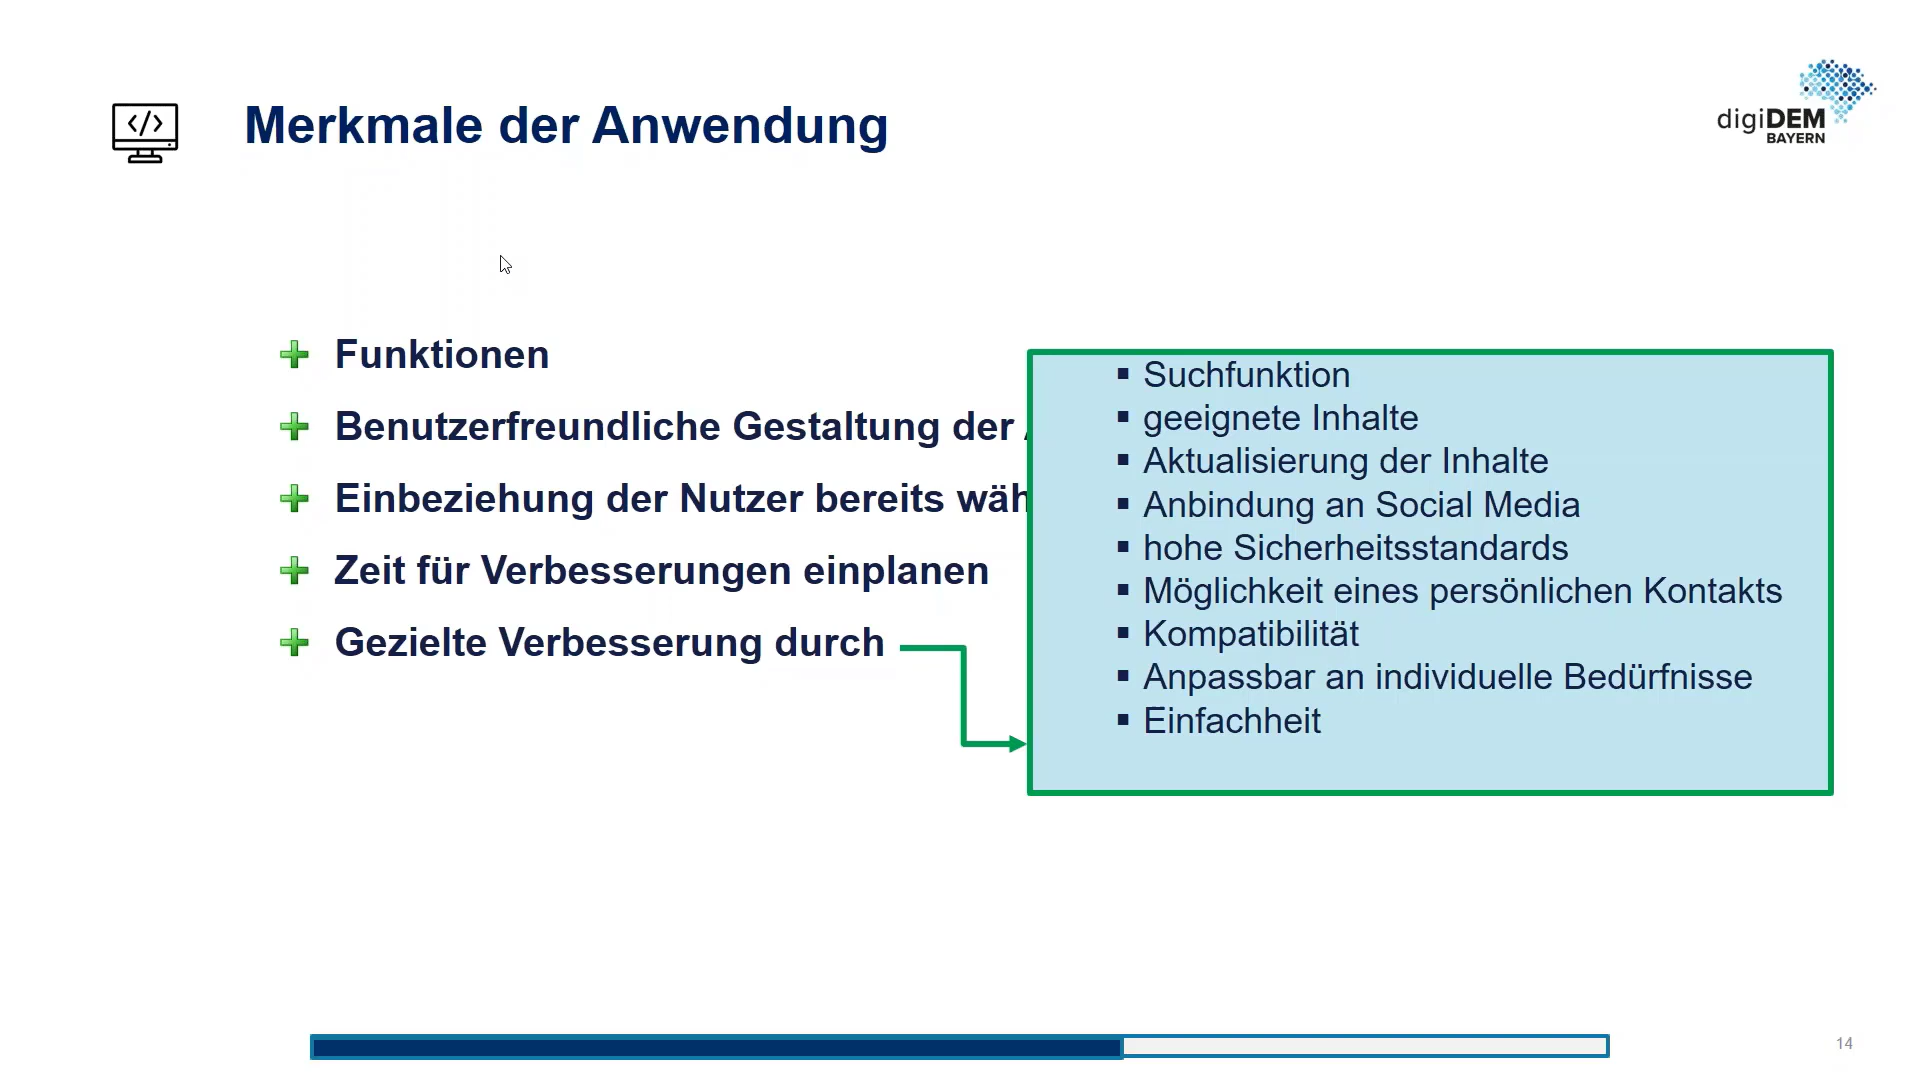 Merkmale der Anwendung
digiDEM
BAYERN
</>
Funktionen
Benutzerfreundliche Gestaltung der
Einbeziehung der Nutzer bereits
Zeit für Verbesserungen einplanen
Gezielte Verbesserung durch
Suchfunktion
geeignete Inhalte
Aktualisierung der Inhalte
Anbindung an Social Media
hohe Sicherheitsstandards
Möglichkeit eines persönlichen Kontakts
Kompatibilität
Anpassbar an individuelle Bedürfnisse
Einfachheit
14